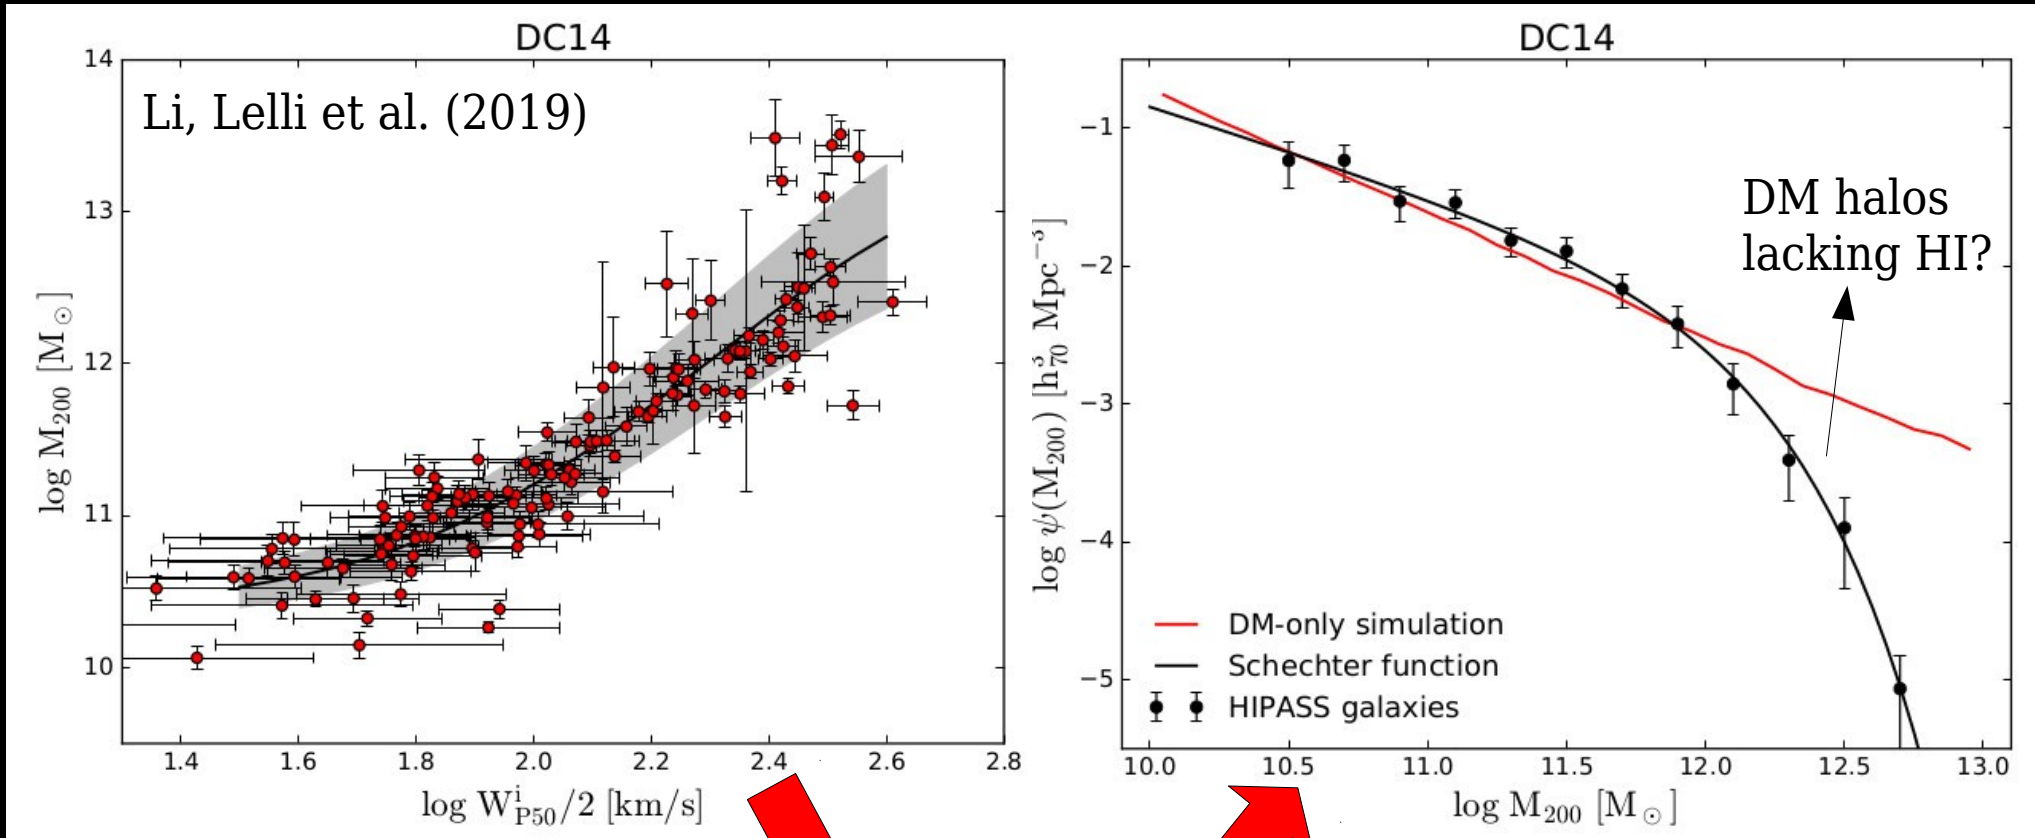 DC14
Li, Lelli et al. (2019)
log M₂₀₀ [M☉]
14
13
12
11
10
1.4 1.6 1.8 2.0 2.2 2.4 2.6 2.8
log Wⁱ_P50/2 [km/s]
DC14
DM halos
lacking HI?
log ψ(M₂₀₀) [h³₇₀ Mpc⁻³]
−1
−2
−3
−4
−5
DM-only simulation
Schechter function
HIPASS galaxies
10.0 10.5 11.0 11.5 12.0 12.5 13.0
log M₂₀₀ [M☉]